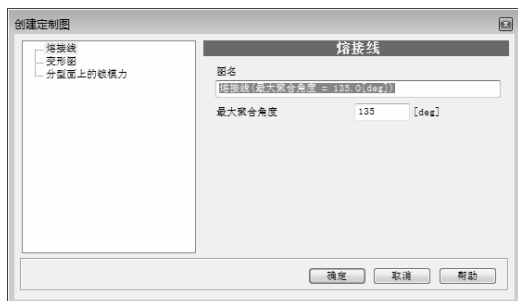 创建定制图
熔接线
变形图
分型面上的锁模力
熔接线
图名
熔接线(最大聚合角度 = 135.0[deg])
最大聚合角度 135 [deg]
确定 取消 帮助